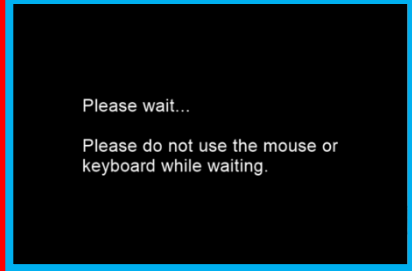 Please wait...
Please do not use the mouse or
keyboard while waiting.